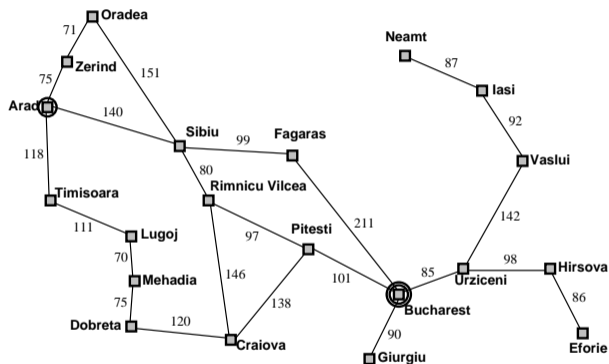 Oradea
71
Neamt
Zerind
87
75
151
Iasi
Arad
140
92
Sibiu
Fagaras
99
118
Vaslui
80
Timisoara
Rimnicu Vilcea
111
211
142
Lugoj
97
Pitesti
70
146
101
85
98
Hirsova
Mehadia
138
Urziceni
75
86
120
Bucharest
Dobreta
90
Craiova
Eforie
Giurgiu